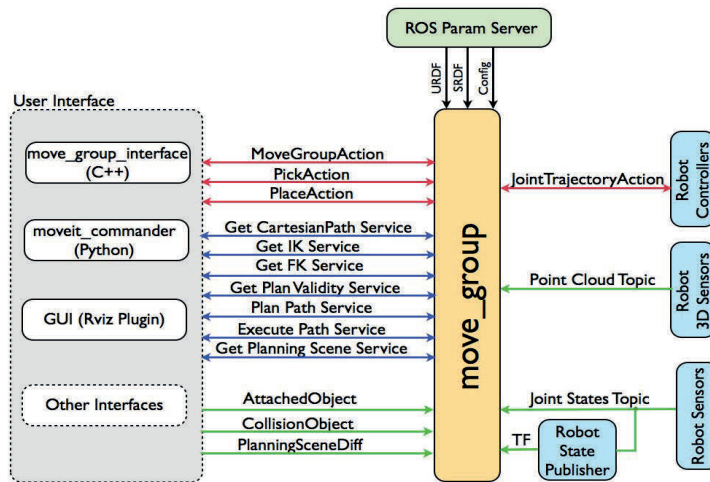 ROS Param Server
URDF
SRDF
Config
User Interface
move_group_interface
(C++)
moveit_commander
(Python)
GUI (Rviz Plugin)
Other Interfaces
MoveGroupAction
PickAction
PlaceAction
Get CartesianPath Service
Get IK Service
Get FK Service
Get Plan Validity Service
Plan Path Service
Execute Path Service
Get Planning Scene Service
AttachedObject
CollisionObject
PlanningSceneDiff
move_group
JointTrajectoryAction
Point Cloud Topic
Joint States Topic
TF
Robot
State
Publisher
Robot
Controllers
Robot
3D Sensors
Robot Sensors